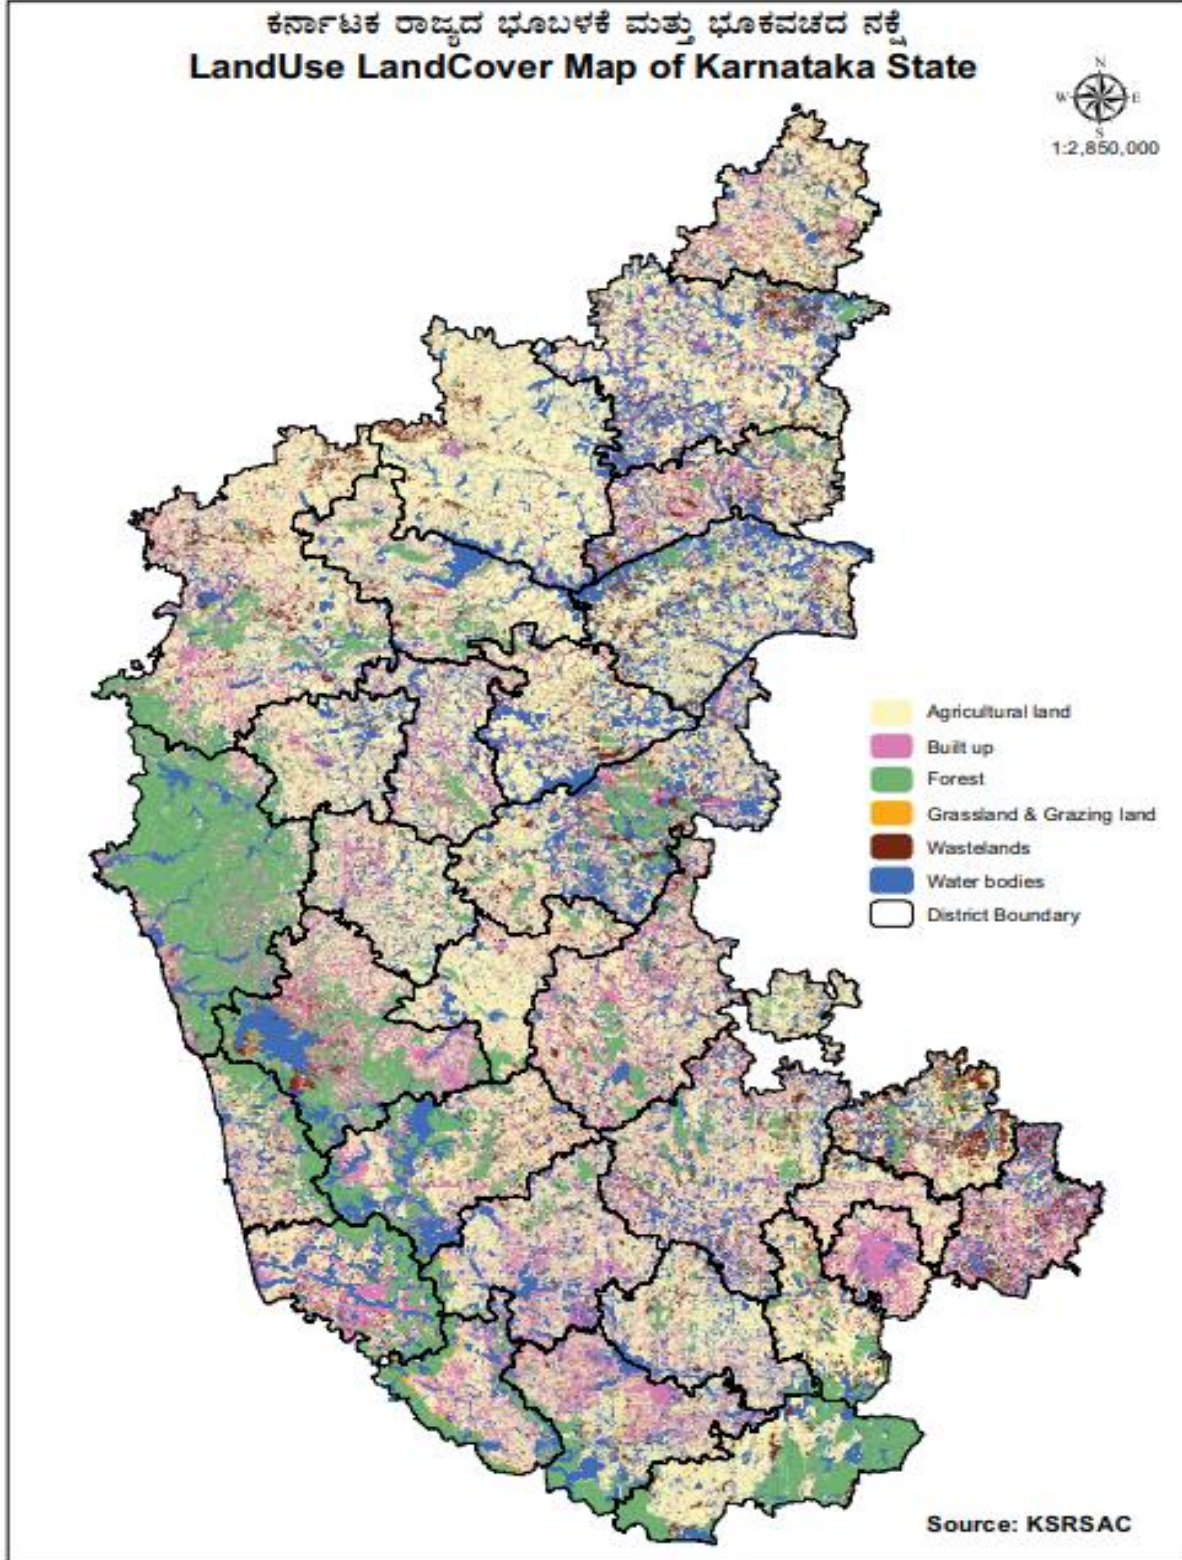 ಕರ್ನಾಟಕ ರಾಜ್ಯದ ಭೂಬಳಕೆ ಮತ್ತು ಭೂಕವಚದ ನಕ್ಷೆ
LandUse LandCover Map of Karnataka State
N
W E
S
1:2,850,000
Agricultural land
Built up
Forest
Grassland & Grazing land
Wastelands
Water bodies
District Boundary
Source: KSRSAC